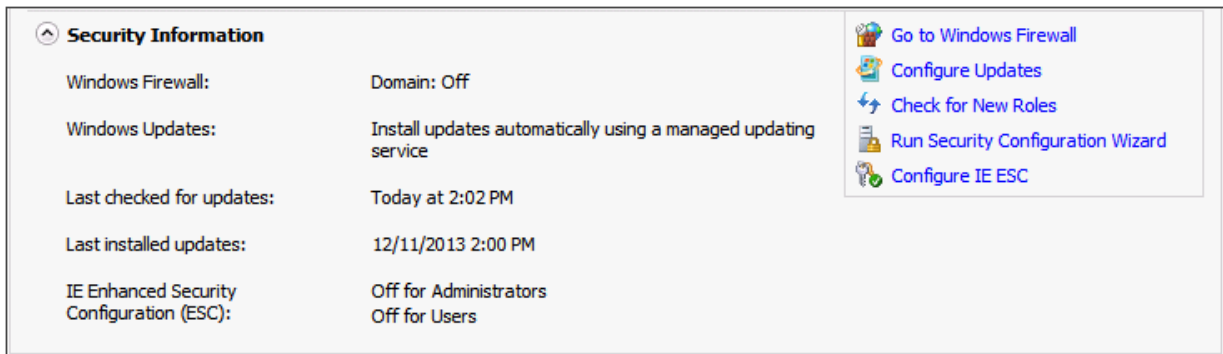 Security Information
Windows Firewall: Domain: Off
Windows Updates: Install updates automatically using a managed updating
service
Last checked for updates: Today at 2:02 PM
Last installed updates: 12/11/2013 2:00 PM
IE Enhanced Security Off for Administrators
Configuration (ESC): Off for Users
Go to Windows Firewall
Configure Updates
Check for New Roles
Run Security Configuration Wizard
Configure IE ESC